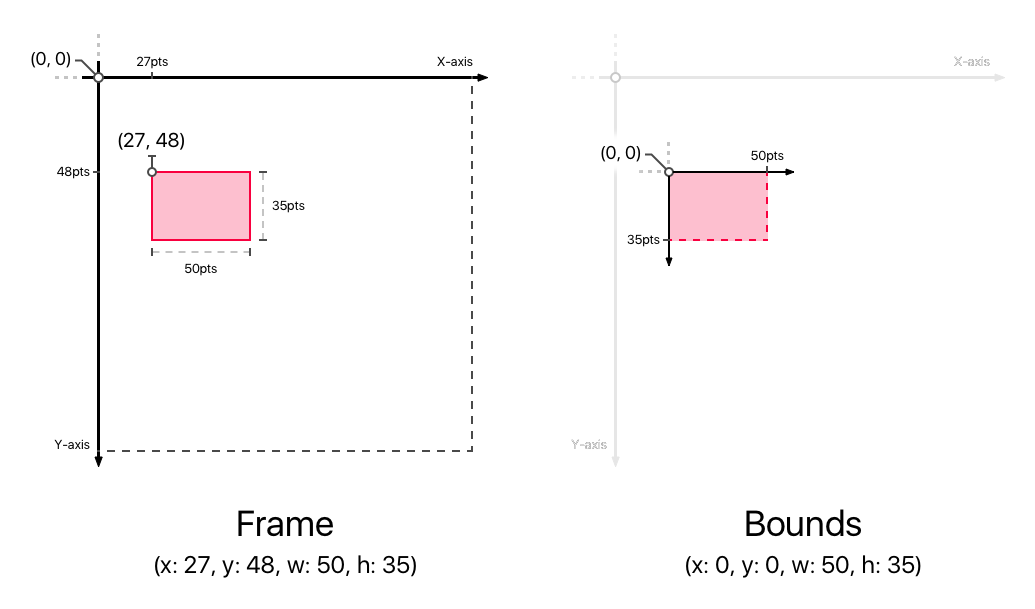 (0, 0)
27pts
X-axis
(27, 48)
48pts
35pts
50pts
Y-axis
Frame
(x: 27, y: 48, w: 50, h: 35)
X-axis
(0, 0)
50pts
35pts
Y-axis
Bounds
(x: 0, y: 0, w: 50, h: 35)